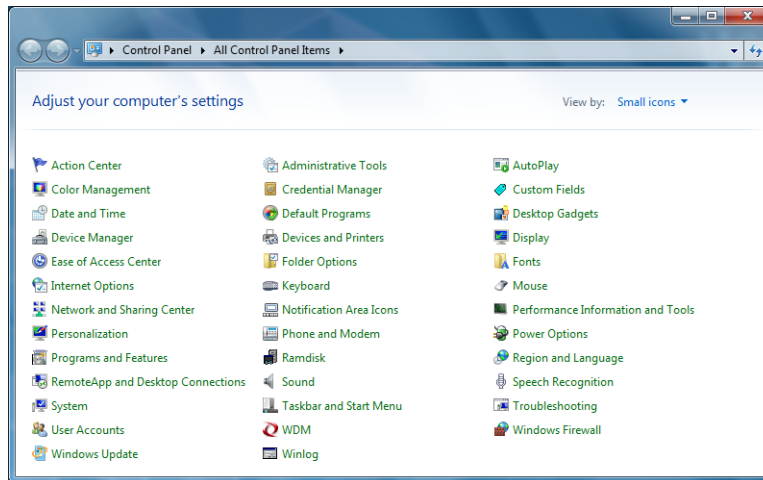 Control Panel All Control Panel Items
Adjust your computer's settings View by: Small icons
Action Center Administrative Tools AutoPlay
Color Management Credential Manager Custom Fields
Date and Time Default Programs Desktop Gadgets
Device Manager Devices and Printers Display
Ease of Access Center Folder Options Fonts
Internet Options Keyboard Mouse
Network and Sharing Center Notification Area Icons Performance Information and Tools
Personalization Phone and Modem Power Options
Programs and Features Ramdisk Region and Language
RemoteApp and Desktop Connections Sound Speech Recognition
System Taskbar and Start Menu Troubleshooting
User Accounts WDM Windows Firewall
Windows Update Winlog